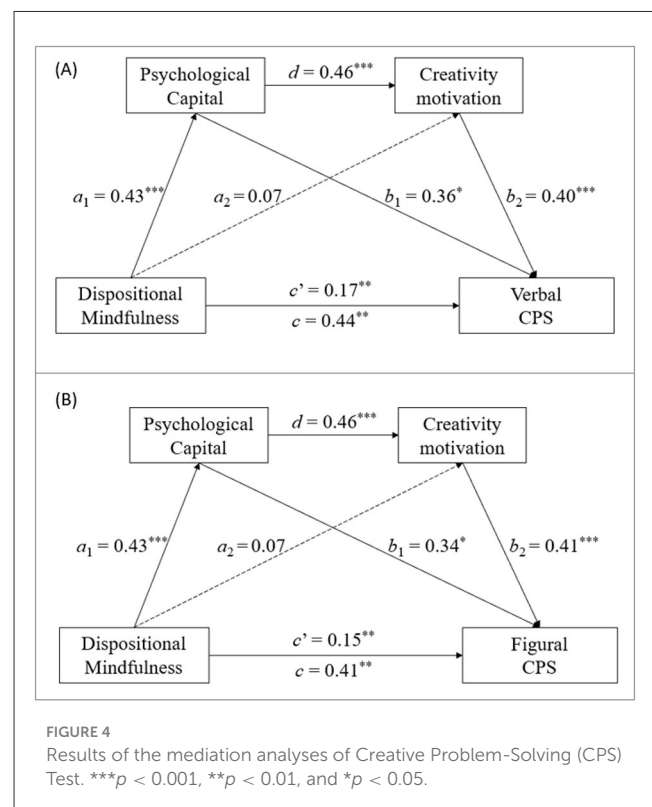 (A)
Psychological
Capital
d = 0.46***
Creativity
motivation
a₁ = 0.43***
a₂ = 0.07
b₁ = 0.36*
b₂ = 0.40***
Dispositional
Mindfulness
c’ = 0.17**
c = 0.44**
Verbal
CPS
(B)
Psychological
Capital
d = 0.46***
Creativity
motivation
a₁ = 0.43***
a₂ = 0.07
b₁ = 0.34*
b₂ = 0.41***
Dispositional
Mindfulness
c’ = 0.15**
c = 0.41**
Figural
CPS
FIGURE 4
Results of the mediation analyses of Creative Problem-Solving (CPS)
Test. ***p < 0.001, **p < 0.01, and *p < 0.05.